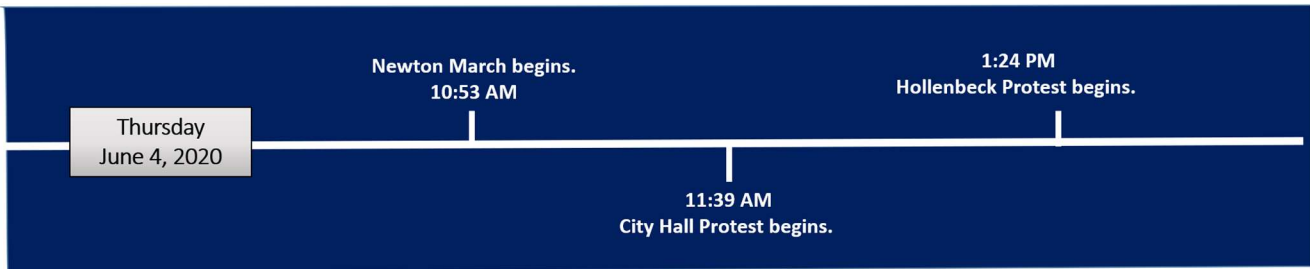 Thursday
June 4, 2020
Newton March begins.
10:53 AM
11:39 AM
City Hall Protest begins.
1:24 PM
Hollenbeck Protest begins.